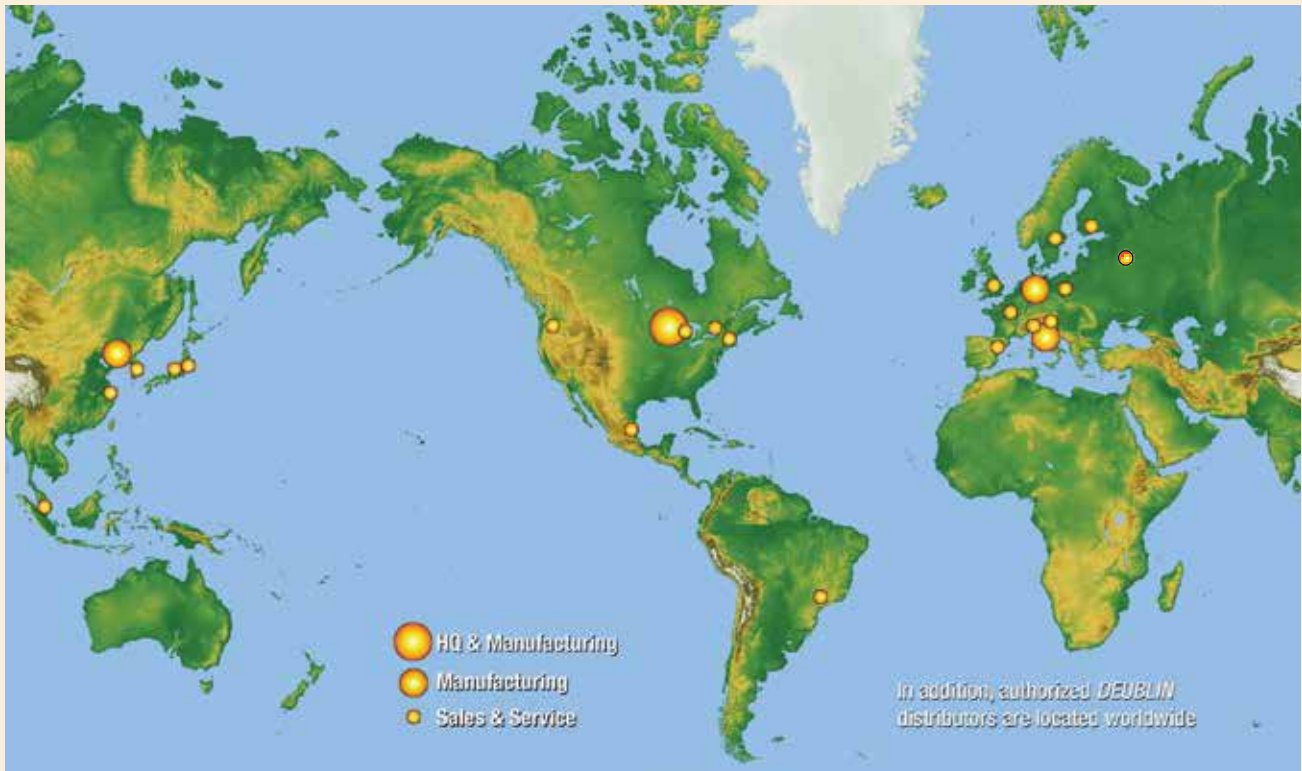 HQ & Manufacturing
Manufacturing
Sales & Service
In addition, authorized DEUBLIN
distributors are located worldwide